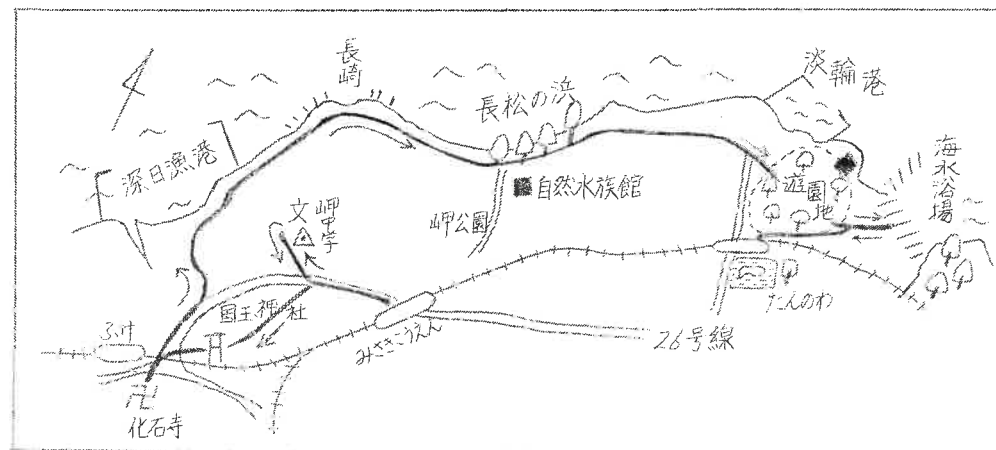 長崎
淡輪港
長松の浜
深日漁港
海水浴場
自然水族館
遊園地
岬中学
文
岬公園
国玉神社
たんのわ
ふけ
みさきこうえん
26号線
卍
化石寺